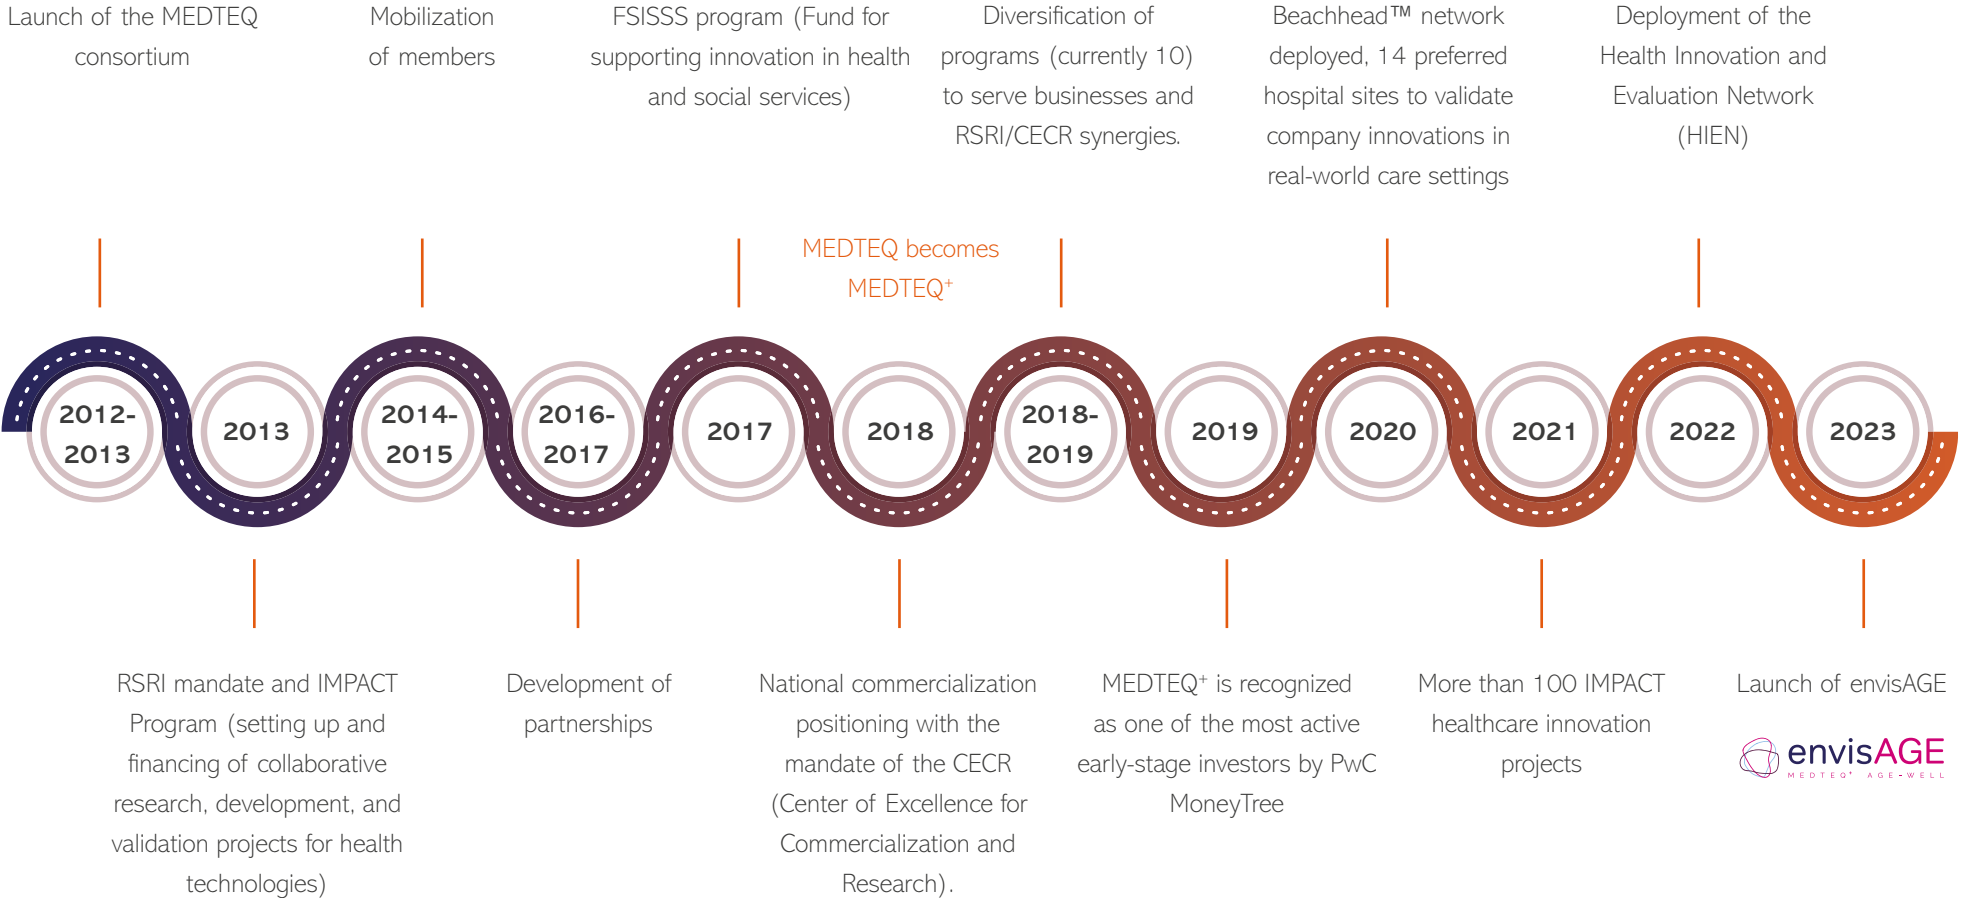 Launch of the MEDTEQ
consortium
Mobilization
of members
FSISSS program (Fund for
supporting innovation in health
and social services)
Diversification of
programs (currently 10)
to serve businesses and
RSRI/CECR synergies.
Beachhead™ network
deployed, 14 preferred
hospital sites to validate
company innovations in
real-world care settings
Deployment of the
Health Innovation and
Evaluation Network
(HIEN)
MEDTEQ becomes
MEDTEQ⁺
2012-
2013
2013
2014-
2015
2016-
2017
2017
2018
2018-
2019
2019
2020
2021
2022
2023
RSRI mandate and IMPACT
Program (setting up and
financing of collaborative
research, development, and
validation projects for health
technologies)
Development of
partnerships
National commercialization
positioning with the
mandate of the CECR
(Center of Excellence for
Commercialization and
Research).
MEDTEQ⁺ is recognized
as one of the most active
early-stage investors by PwC
MoneyTree
More than 100 IMPACT
healthcare innovation
projects
Launch of envisAGE
envisAGE
MEDTEQ⁺ AGE-WELL